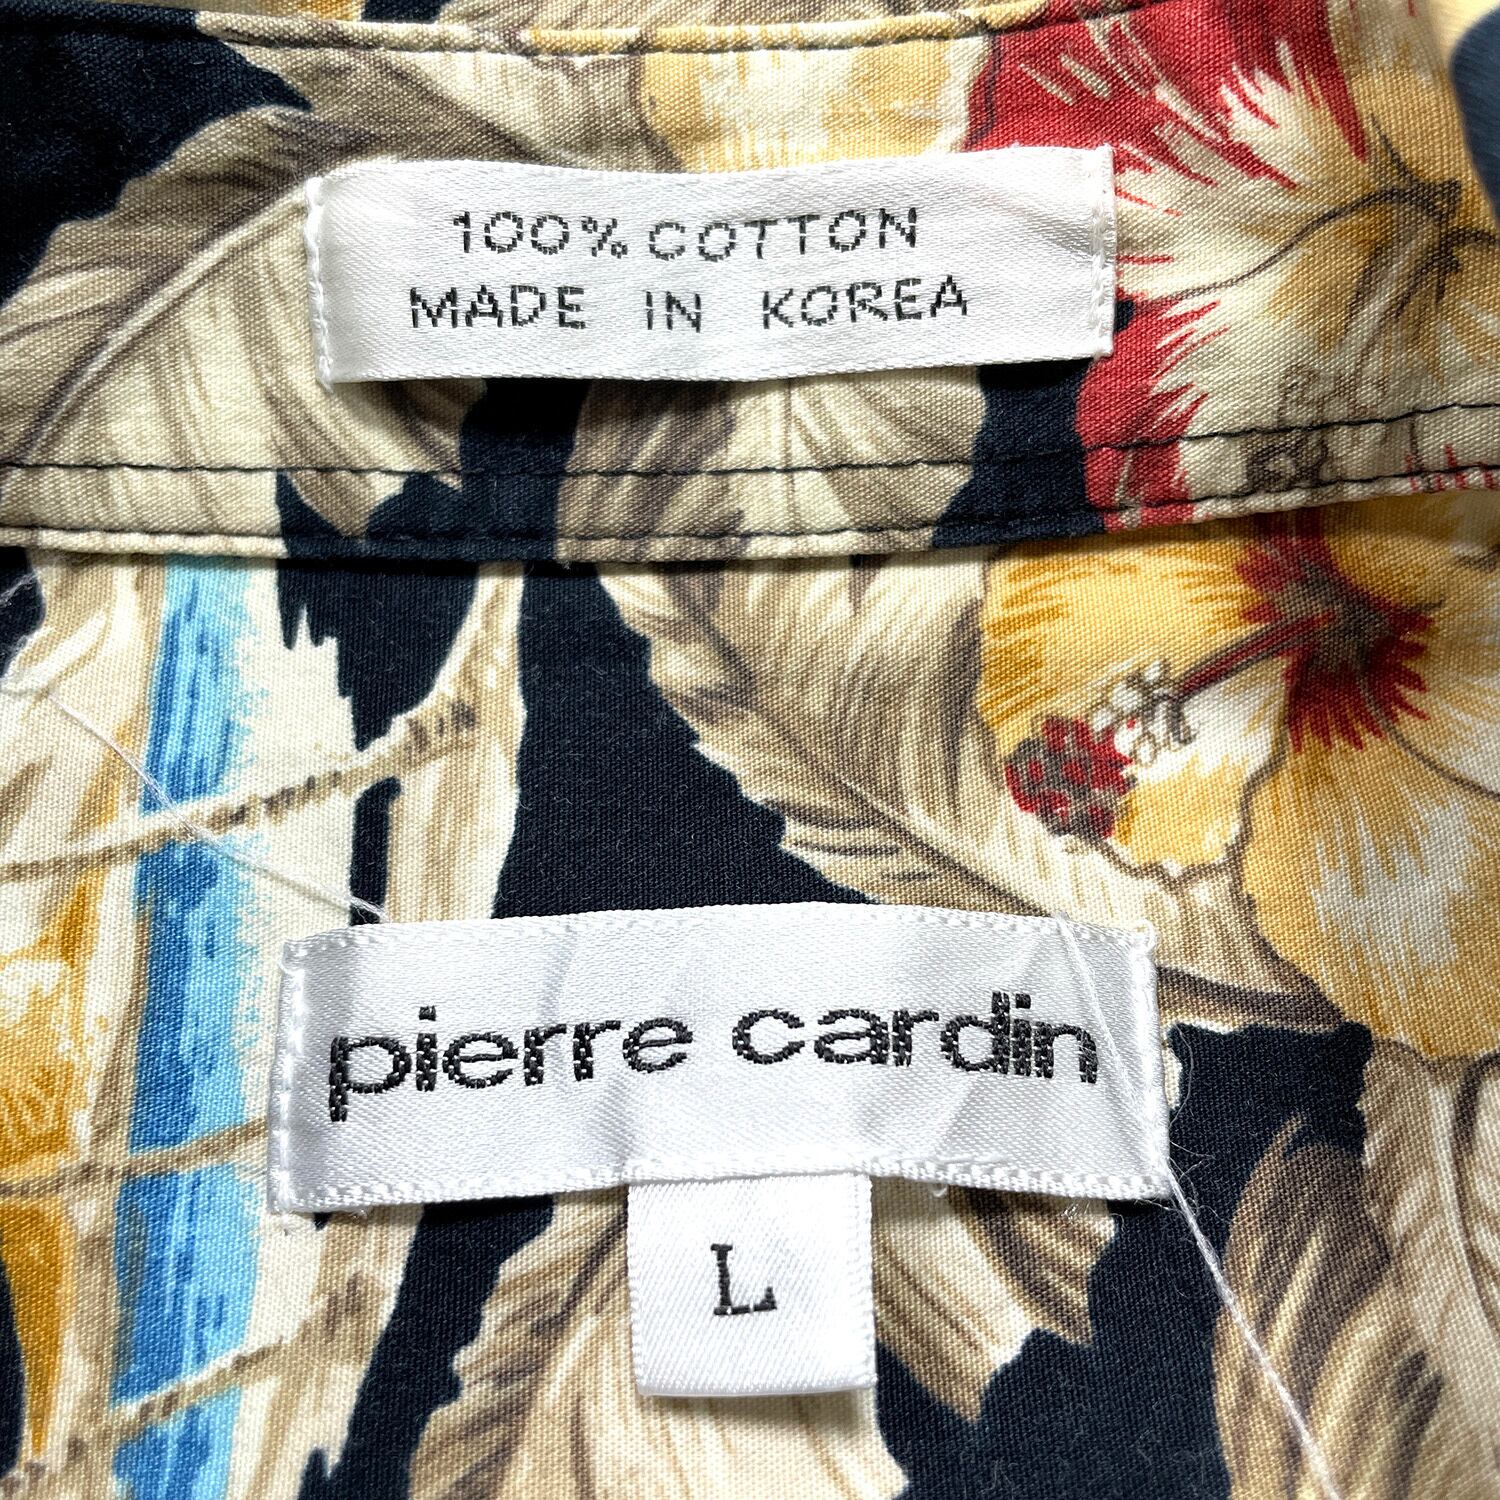 100% COTTON
MADE IN KOREA
pierre cardin
L